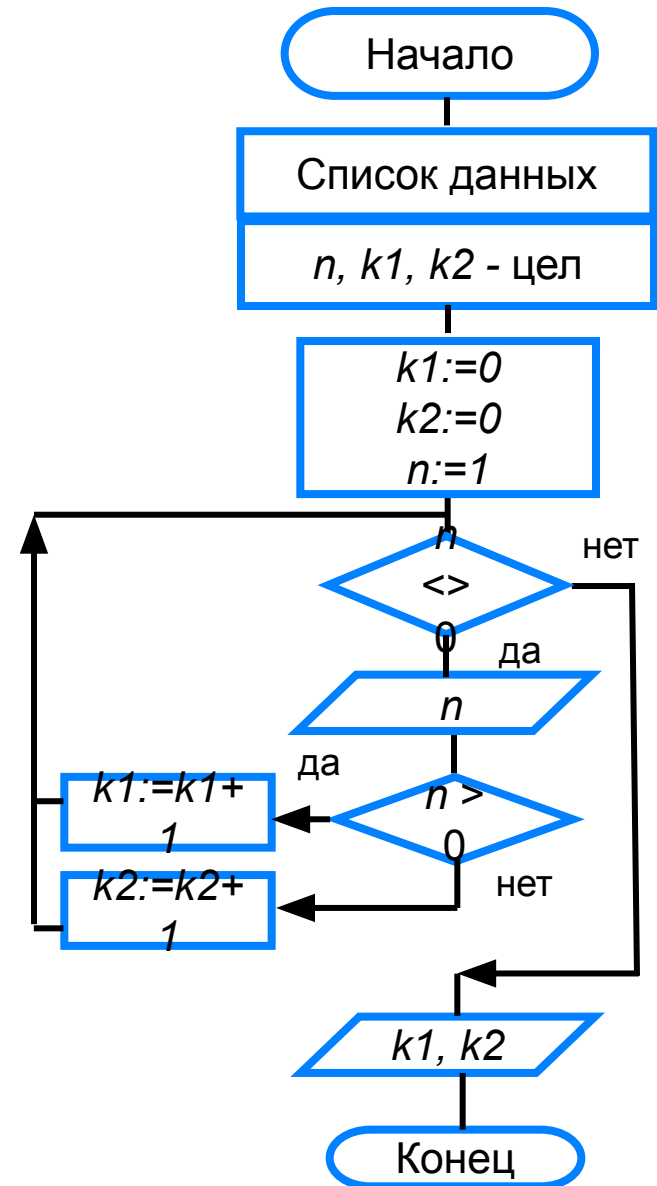 Начало
Список данных
n, k1, k2 - цел
k1:=0
k2:=0
n:=1
n
<>
0
нет
да
n
n >
0
да
нет
k1:=k1+
1
k2:=k2+
1
k1, k2
Конец